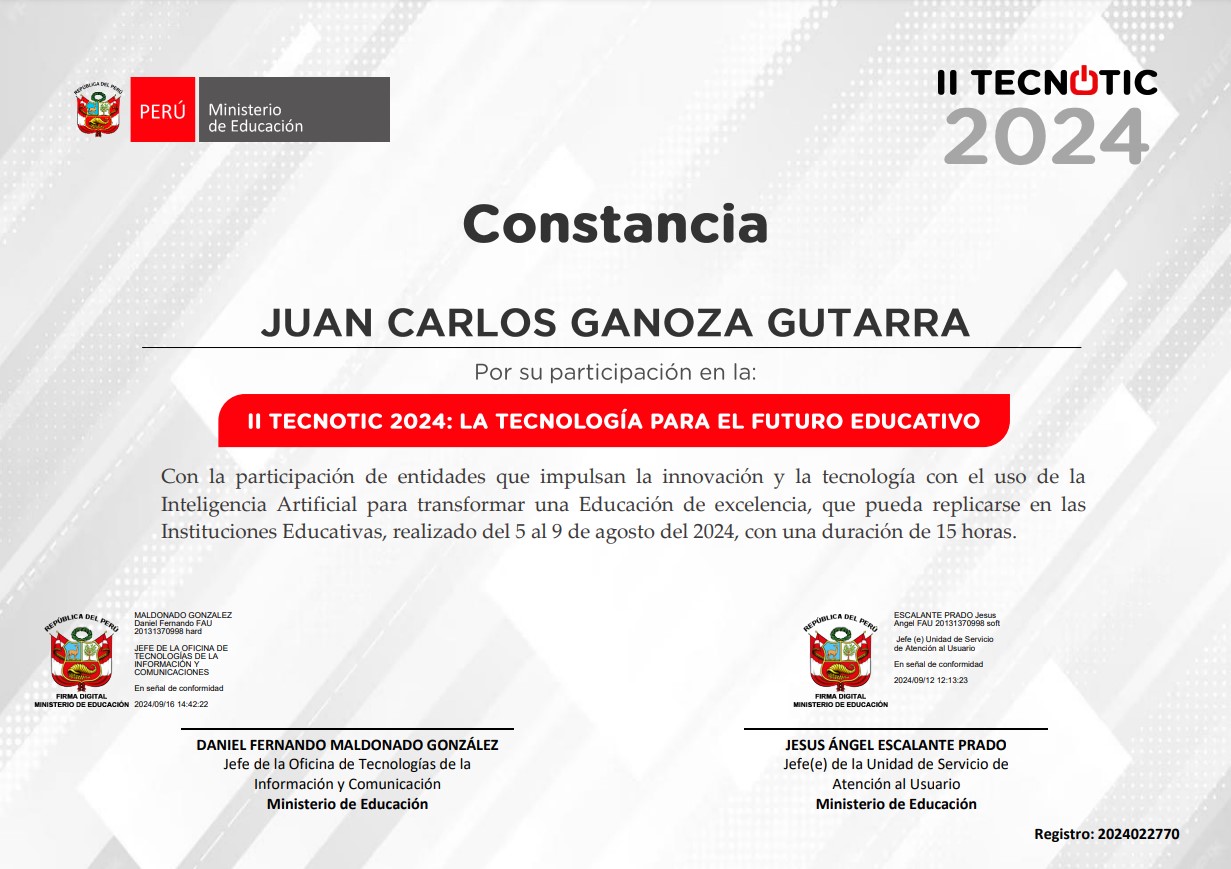 REPÚBLICA DEL PERÚ
PERÚ
Ministerio
de Educación
II TECNOTIC
2024
Constancia
JUAN CARLOS GANOZA GUTARRA
Por su participación en la:
II TECNOTIC 2024: LA TECNOLOGÍA PARA EL FUTURO EDUCATIVO
Con la participación de entidades que impulsan la innovación y la tecnología con el uso de la
Inteligencia Artificial para transformar una Educación de excelencia, que pueda replicarse en las
Instituciones Educativas, realizado del 5 al 9 de agosto del 2024, con una duración de 15 horas.
REPÚBLICA DEL PERÚ
FIRMA DIGITAL
MINISTERIO DE EDUCACIÓN
MALDONADO GONZALEZ
Daniel Fernando FAU
20131370998 hard
JEFE DE LA OFICINA DE
TECNOLOGÍAS DE LA
INFORMACIÓN Y
COMUNICACIONES
En señal de conformidad
2024/09/16 14:42:22
DANIEL FERNANDO MALDONADO GONZÁLEZ
Jefe de la Oficina de Tecnologías de la
Información y Comunicación
Ministerio de Educación
REPÚBLICA DEL PERÚ
FIRMA DIGITAL
MINISTERIO DE EDUCACIÓN
ESCALANTE PRADO Jesus
Angel FAU 20131370998 soft
Jefe (e) Unidad de Servicio
de Atención al Usuario
En señal de conformidad
2024/09/12 12:13:23
JESUS ÁNGEL ESCALANTE PRADO
Jefe(e) de la Unidad de Servicio de
Atención al Usuario
Ministerio de Educación
Registro: 2024022770